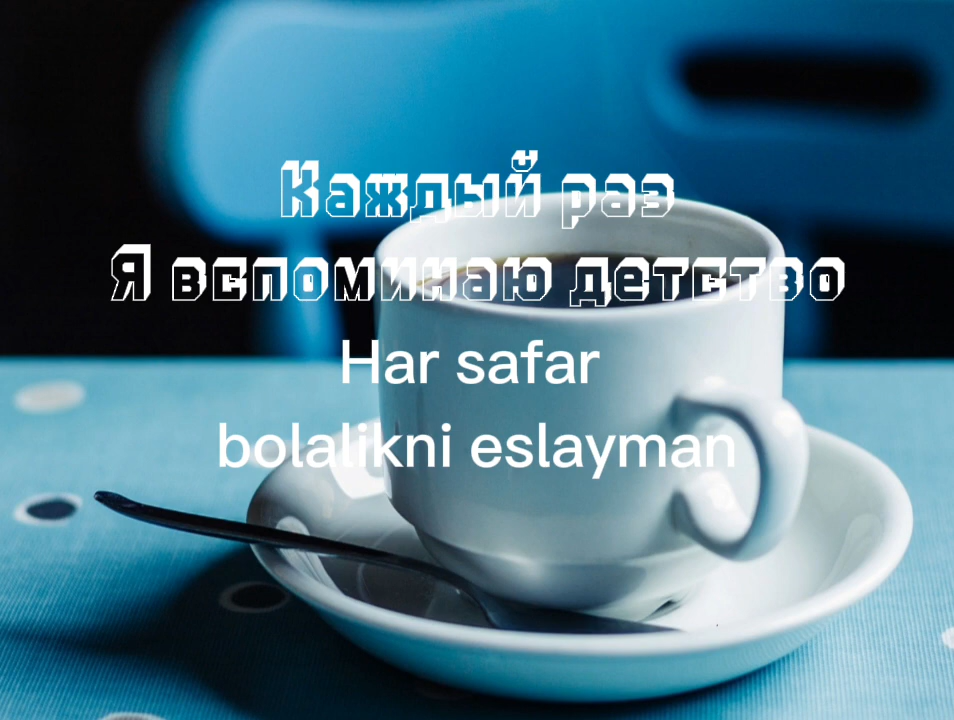 Каждый раз
Я вспоминаю детство
Har safar
bolalikni eslayman